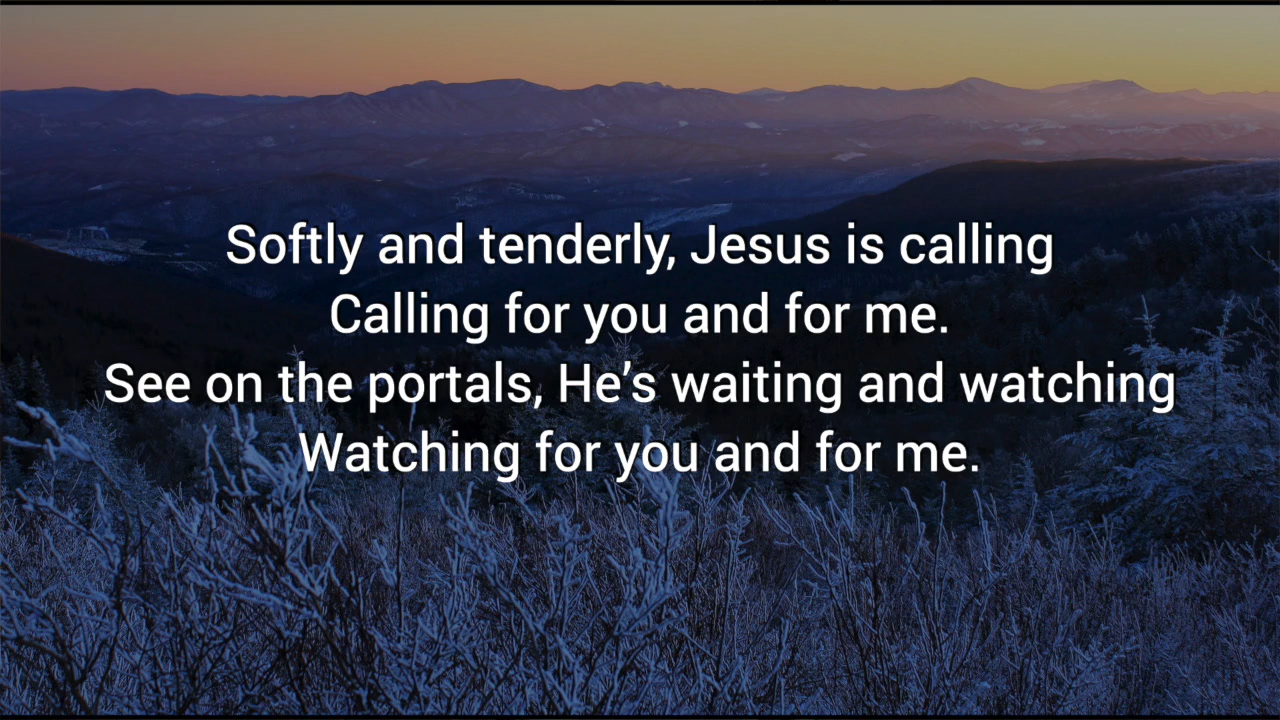 Softly and tenderly, Jesus is calling
Calling for you and for me.
See on the portals, He’s waiting and watching
Watching for you and for me.